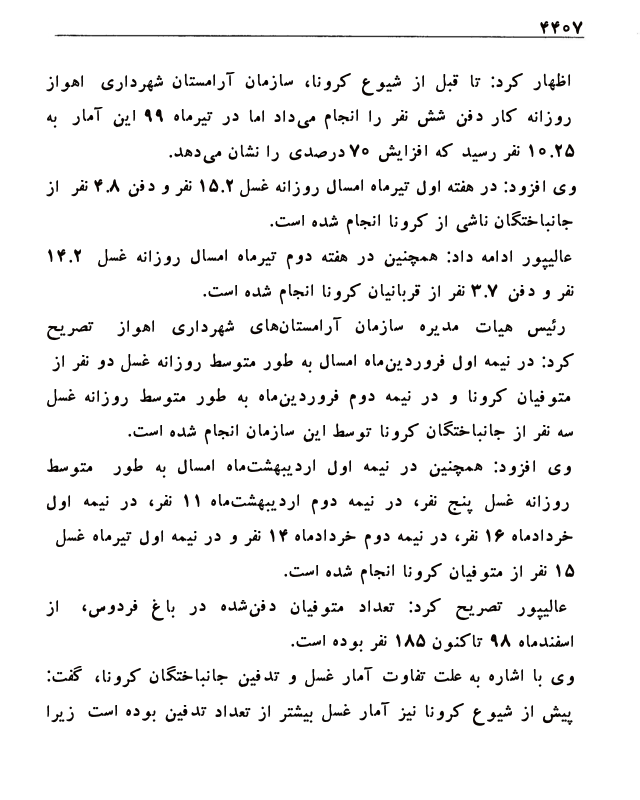 ۴۴۰۷
اظهار کرد: تا قبل از شیوع کرونا، سازمان آرامستان شهرداری اهواز
روزانه کار دفن شش نفر را انجام می‌داد اما در تیرماه ۹۹ این آمار به
۱۰.۲۵ نفر رسید که افزایش ۷۰ درصدی را نشان می‌دهد.
وی افزود: در هفته اول تیرماه امسال روزانه غسل ۱۵.۲ نفر و دفن ۴.۸ نفر از
جانباختگان ناشی از کرونا انجام شده است.
عالیپور ادامه داد: همچنین در هفته دوم تیرماه امسال روزانه غسل ۱۴.۲
نفر و دفن ۳.۷ نفر از قربانیان کرونا انجام شده است.
رئیس هیات مدیره سازمان آرامستان‌های شهرداری اهواز تصریح
کرد: در نیمه اول فروردین‌ماه امسال به طور متوسط روزانه غسل دو نفر از
متوفیان کرونا و در نیمه دوم فروردین‌ماه به طور متوسط روزانه غسل
سه نفر از جانباختگان کرونا توسط این سازمان انجام شده است.
وی افزود: همچنین در نیمه اول اردیبهشت‌ماه امسال به طور متوسط
روزانه غسل پنج نفر، در نیمه دوم اردیبهشت‌ماه ۱۱ نفر، در نیمه اول
خردادماه ۱۶ نفر، در نیمه دوم خردادماه ۱۴ نفر و در نیمه اول تیرماه غسل
۱۵ نفر از متوفیان کرونا انجام شده است.
عالیپور تصریح کرد: تعداد متوفیان دفن‌شده در باغ فردوس، از
اسفندماه ۹۸ تاکنون ۱۸۵ نفر بوده است.
وی با اشاره به علت تفاوت آمار غسل و تدفین جانباختگان کرونا، گفت:
پیش از شیوع کرونا نیز آمار غسل بیشتر از تعداد تدفین بوده است زیرا